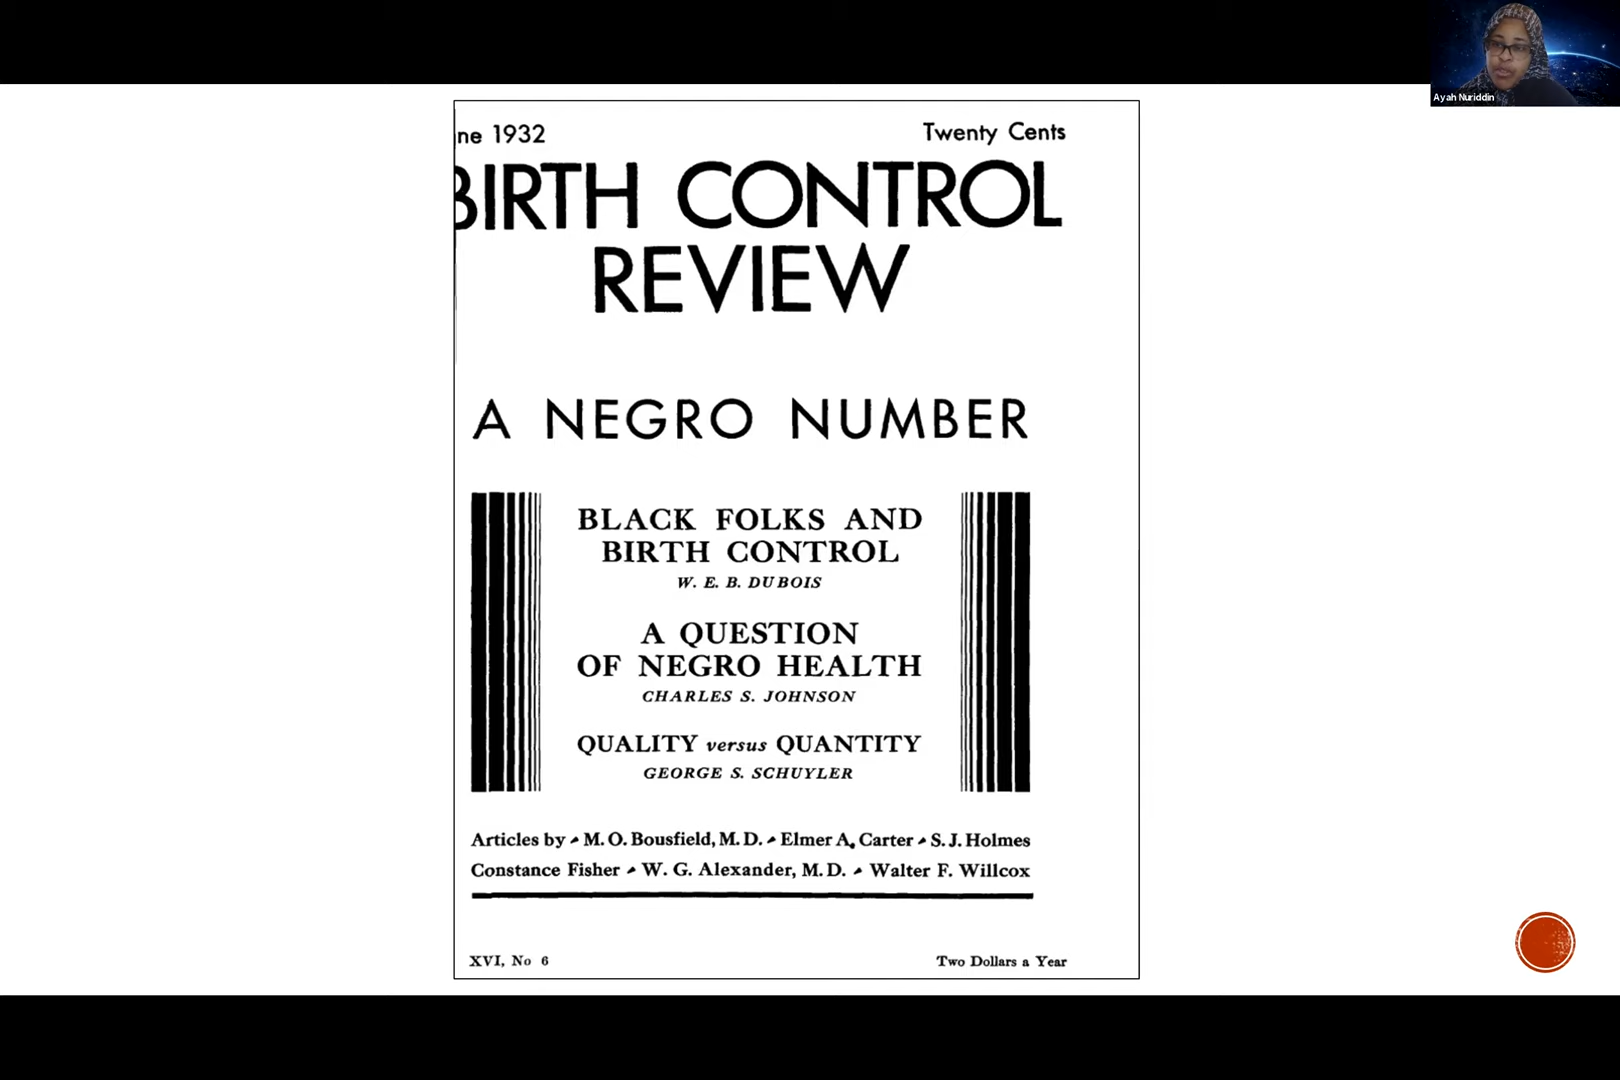 Ayah Nuriddin
ne 1932
Twenty Cents
BIRTH CONTROL
REVIEW
A NEGRO NUMBER
BLACK FOLKS AND
BIRTH CONTROL
W. E. B. DUBOIS
A QUESTION
OF NEGRO HEALTH
CHARLES S. JOHNSON
QUALITY versus QUANTITY
GEORGE S. SCHUYLER
Articles by - M. O. Bousfield, M. D. - Elmer A. Carter - S. J. Holmes
Constance Fisher - W. G. Alexander, M. D. - Walter F. Willcox
XVI, No 6
Two Dollars a Year